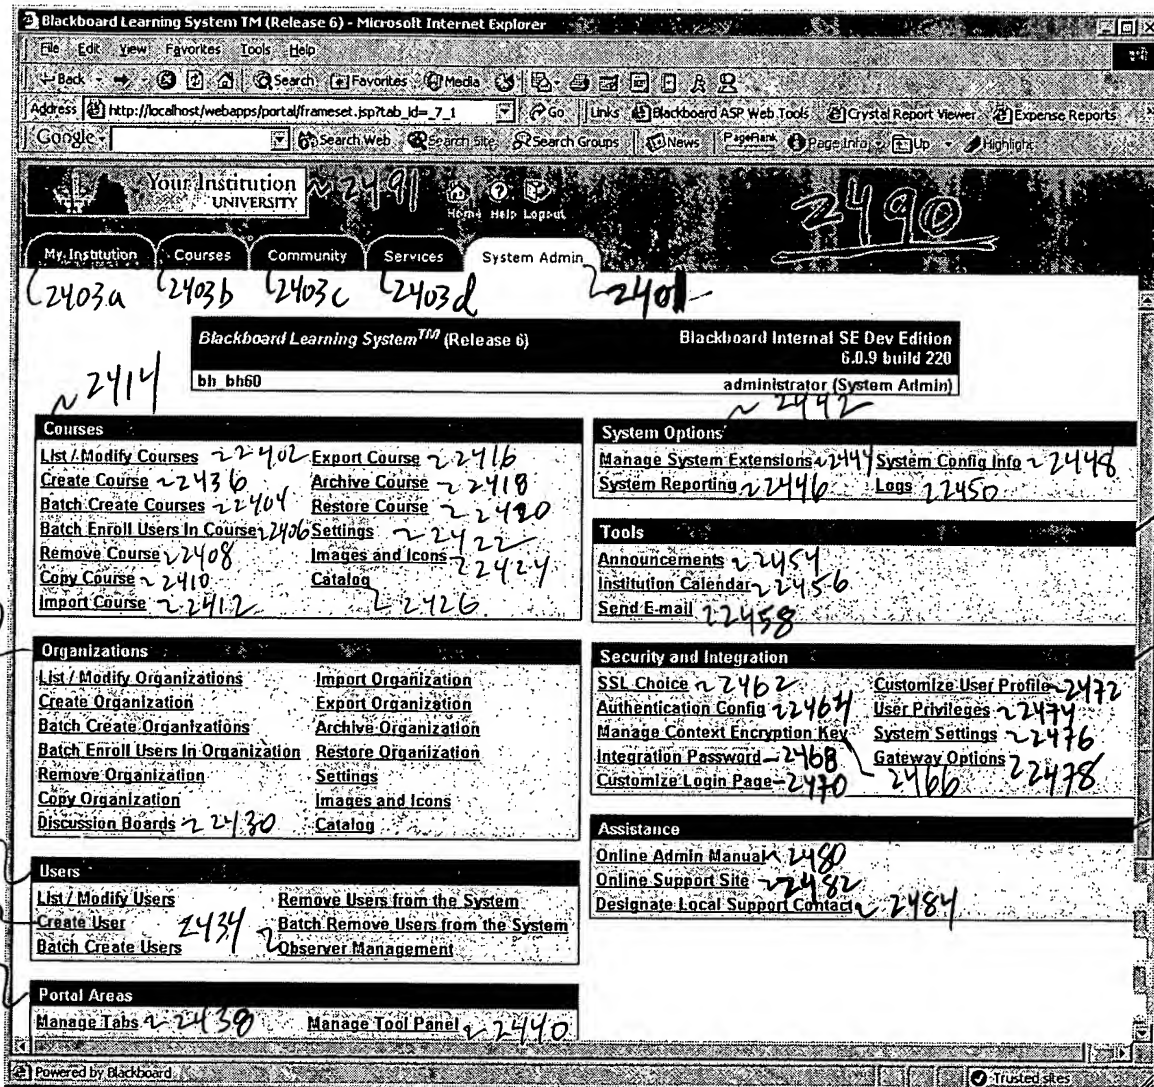 Blackboard Learning System TM (Release 6) - Microsoft Internet Explorer
File Edit View Favorites Tools Help
Back Search Favorites Media
Address http://localhost/webapps/portal/frameset.jsp?tab_id=_7_1 Go Links Blackboard ASP Web Tools Crystal Report Viewer Expense Reports
Google Search Web Search Site Search Groups News PageRank Page Info Up Highlight
Your Institution ~2491
UNIVERSITY
Home Help Logout
2490
My Institution Courses Community Services System Admin
2403a 2403b 2403c 2403d 2401
Blackboard Learning System™ (Release 6) Blackboard Internal SE Dev Edition
6.0.9 build 220
bh_bh60 administrator (System Admin)
~2414
~2442
Courses
List / Modify Courses ~2402 Export Course ~2416
Create Course ~2436 Archive Course ~2418
Batch Create Courses ~2404 Restore Course ~2420
Batch Enroll Users In Course ~2406 Settings ~2422
Remove Course ~2408 Images and Icons ~2424
Copy Course ~2410 Catalog ~2426
Import Course ~2412
System Options
Manage System Extensions ~2444 System Config Info ~2448
System Reporting ~2446 Logs ~2450
Tools
Announcements ~2454
Institution Calendar ~2456
Send E-mail ~2458
Organizations
List / Modify Organizations Import Organization
Create Organization Export Organization
Batch Create Organizations Archive Organization
Batch Enroll Users In Organization Restore Organization
Remove Organization Settings
Copy Organization Images and Icons
Discussion Boards ~2430 Catalog
Security and Integration
SSL Choice ~2462 Customize User Profile ~2472
Authentication Config ~2464 User Privileges ~2474
Manage Context Encryption Key System Settings ~2476
Integration Password - 2468 Gateway Options ~2478
Customize Login Page - 2470 2466
Assistance
Online Admin Manual ~2480
Online Support Site ~2482
Designate Local Support Contact ~2484
Users
List / Modify Users Remove Users from the System
Create User 2434 Batch Remove Users from the System
Batch Create Users Observer Management
Portal Areas
Manage Tabs ~2438 Manage Tool Panel ~2440
Powered by Blackboard Trusted sites